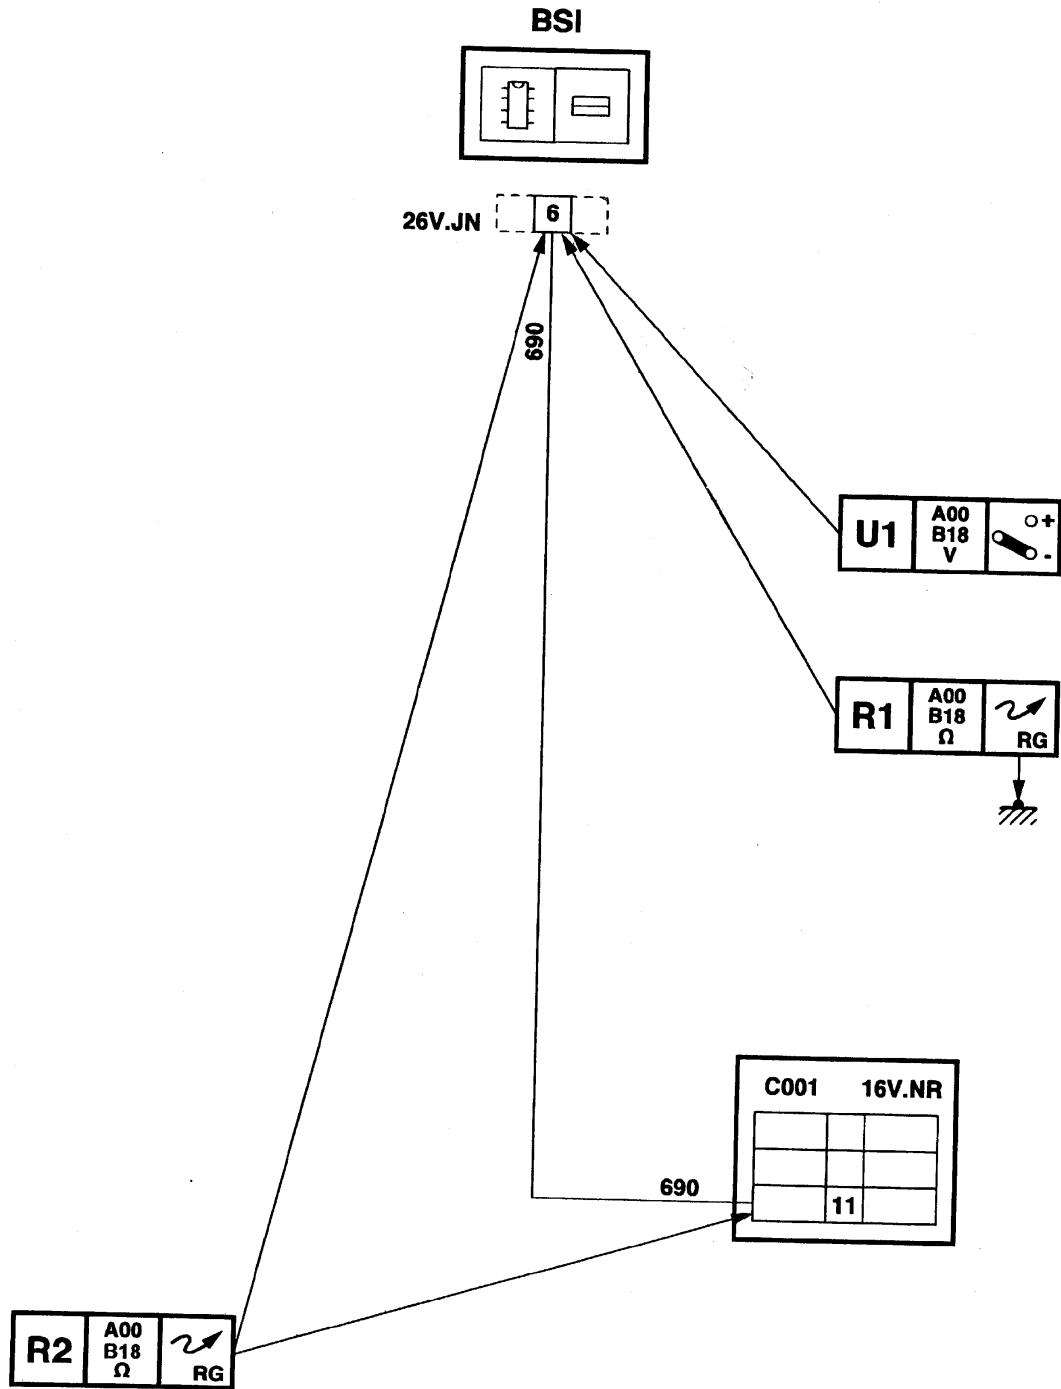 BSI
26V.JN 6
690
U1 A00 B18 V + -
R1 A00 B18 Ω RG
C001 16V.NR
690 11
R2 A00 B18 Ω RG